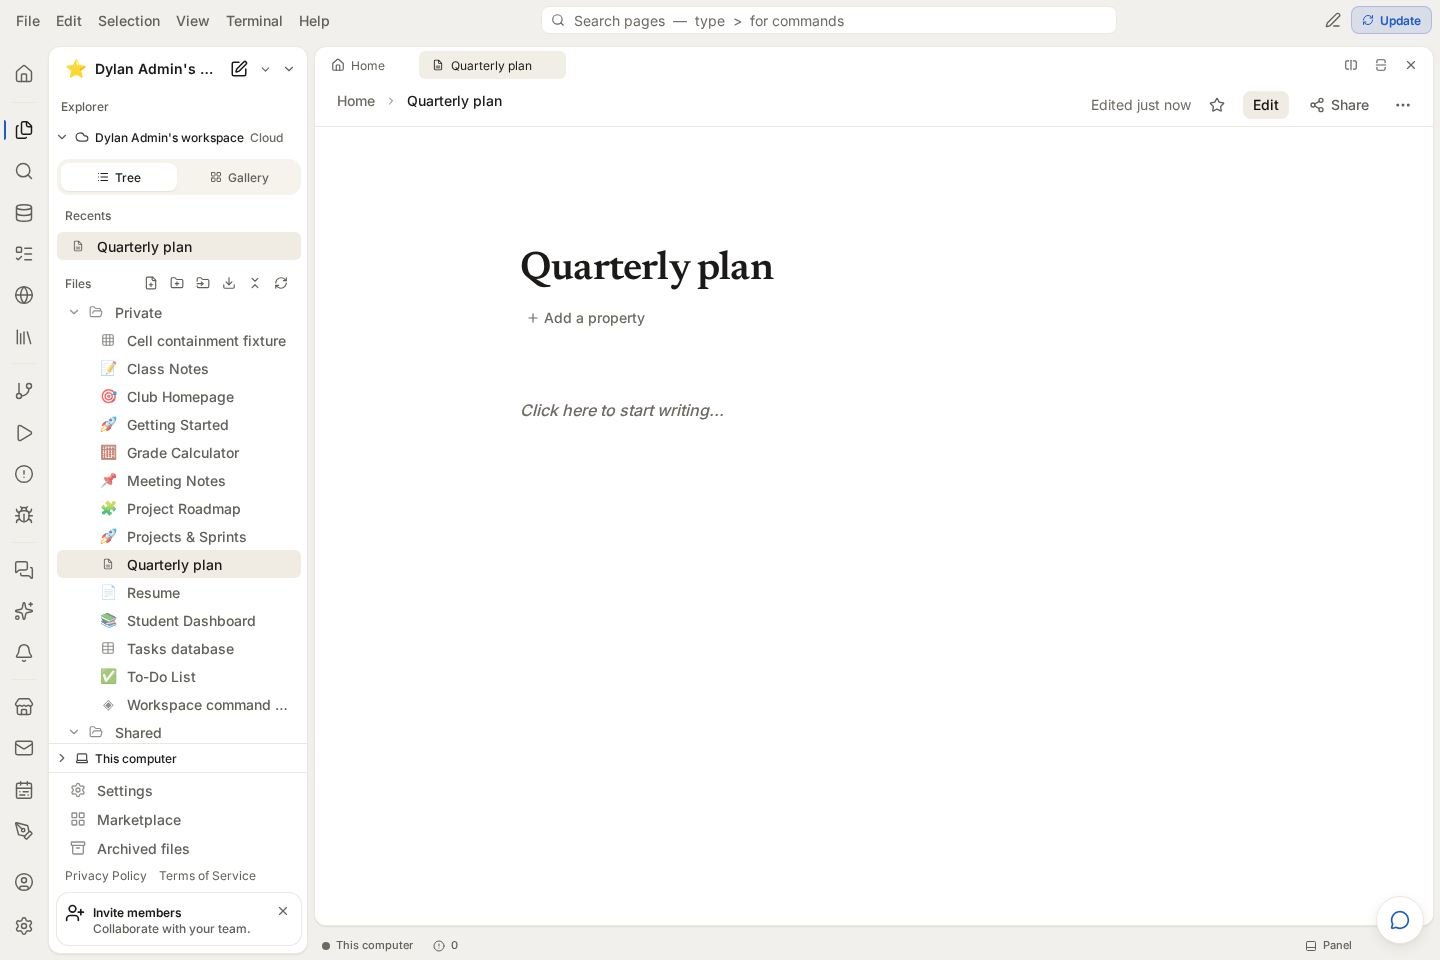 File Edit Selection View Terminal Help
Search pages — type > for commands
Update
Dylan Admin's ...
Explorer
Dylan Admin's workspace Cloud
Tree Gallery
Recents
Quarterly plan
Files
Private
Cell containment fixture
Class Notes
Club Homepage
Getting Started
Grade Calculator
Meeting Notes
Project Roadmap
Projects & Sprints
Quarterly plan
Resume
Student Dashboard
Tasks database
To-Do List
Workspace command ...
Shared
This computer
Settings
Marketplace
Archived files
Privacy Policy Terms of Service
Invite members
Collaborate with your team.
Home Quarterly plan
Home > Quarterly plan
Edited just now Edit Share
Quarterly plan
+ Add a property
Click here to start writing...
This computer 0
Panel